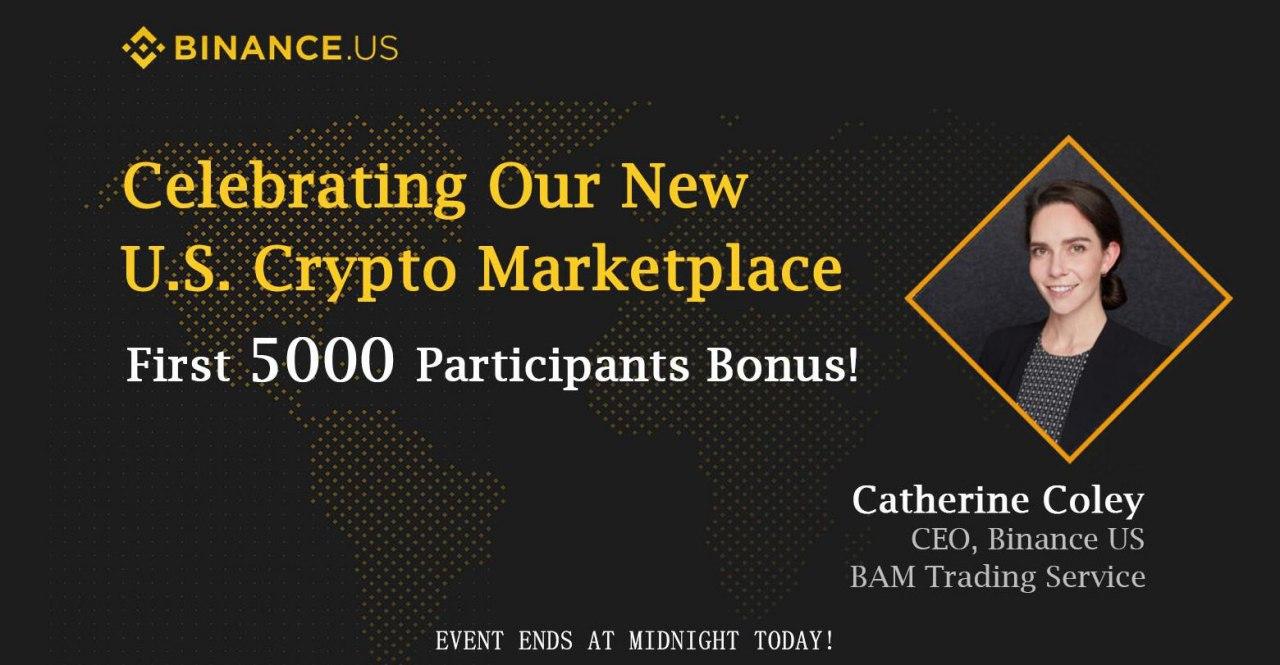 BINANCE.US
Celebrating Our New
U.S. Crypto Marketplace
First 5000 Participants Bonus!
Catherine Coley
CEO, Binance US
BAM Trading Service
EVENT ENDS AT MIDNIGHT TODAY!